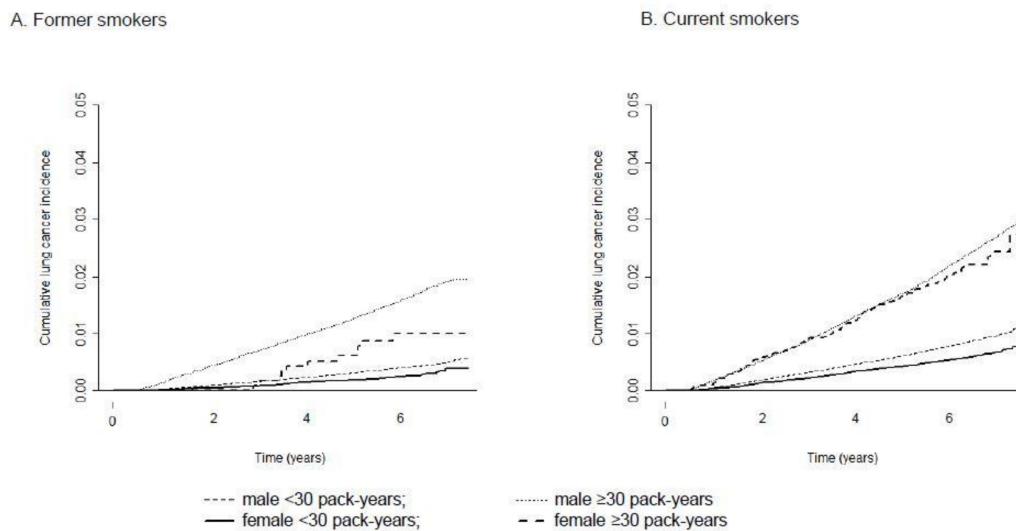 A. Former smokers
B. Current smokers
Cumulative lung cancer incidence
0.05
0.04
0.03
0.02
0.01
0.00
0 2 4 6
Time (years)
Cumulative lung cancer incidence
0.05
0.04
0.03
0.02
0.01
0.00
0 2 4 6
Time (years)
male <30 pack-years; male ≥30 pack-years
female <30 pack-years; female ≥30 pack-years